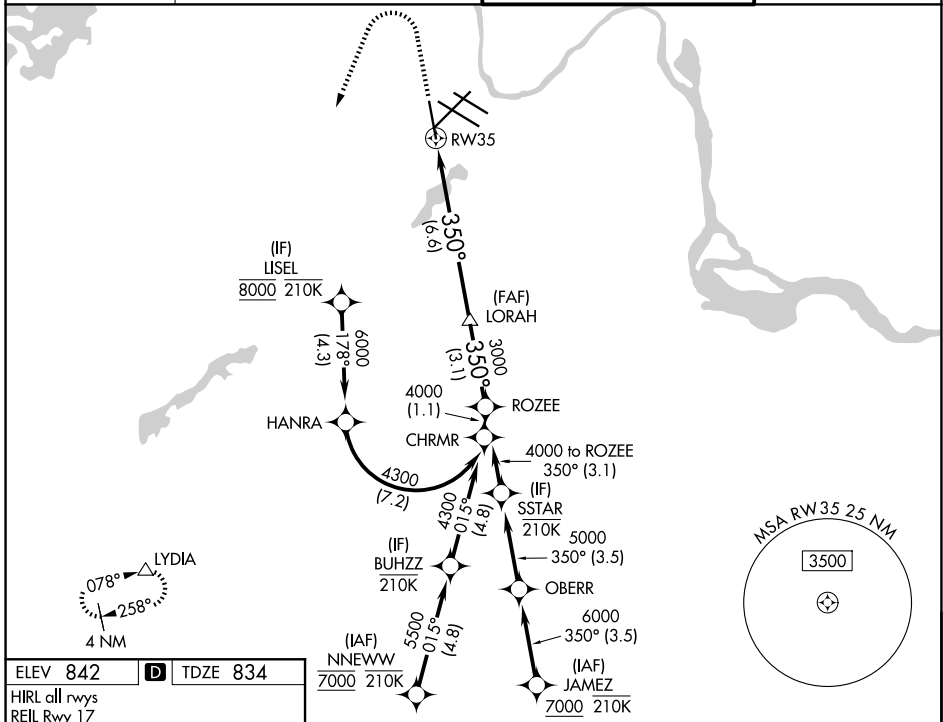 RW35
350°
(6.6)
(IF)
LISEL
8000 210K
6000
178°
(4.3)
(FAF)
LORAH
3000
350°
(3.1)
4000
(1.1)
ROZEE
HANRA
CHRMR
4000 to ROZEE
350° (3.1)
4300
(7.2)
4300
015°
(4.8)
(IF)
SSTAR
210K
MSA RW35 25 NM
3500
5000
350° (3.5)
(IF)
BUHZZ
210K
LYDIA
078°
258°
4 NM
OBERR
6000
350° (3.5)
5500
015°
(4.8)
(IAF)
NNEWW
7000 210K
(IAF)
JAMEZ
7000 210K
ELEV 842 D TDZE 834
HIRL all rwys
REIL Rwy 17